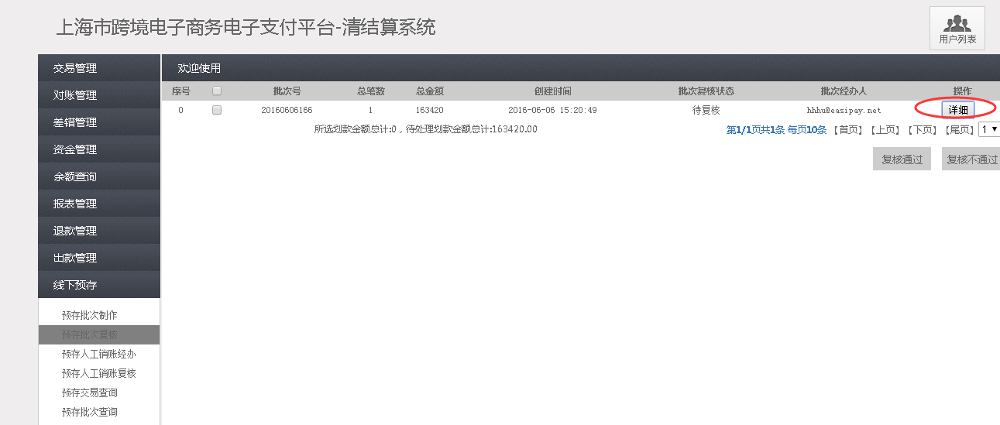 上海市跨境电子商务电子支付平台-清结算系统
用户列表
交易管理
对账管理
差错管理
资金管理
余额查询
报表管理
退款管理
出款管理
线下预存
预存批次制作
预存批次复核
预存人工销账经办
预存人工销账复核
预存交易查询
预存批次查询
欢迎使用
序号 批次号 总笔数 总金额 创建时间 批次复核状态 批次经办人 操作
0 20160606166 1 163420 2016-06-06 15:20:49 待复核 hhhu@easipay.net 详细
所选划款金额总计:0，待处理划款金额总计:163420.00 第1/1页共1条 每页10条 【首页】【上页】【下页】【尾页】 1
复核通过 复核不通过